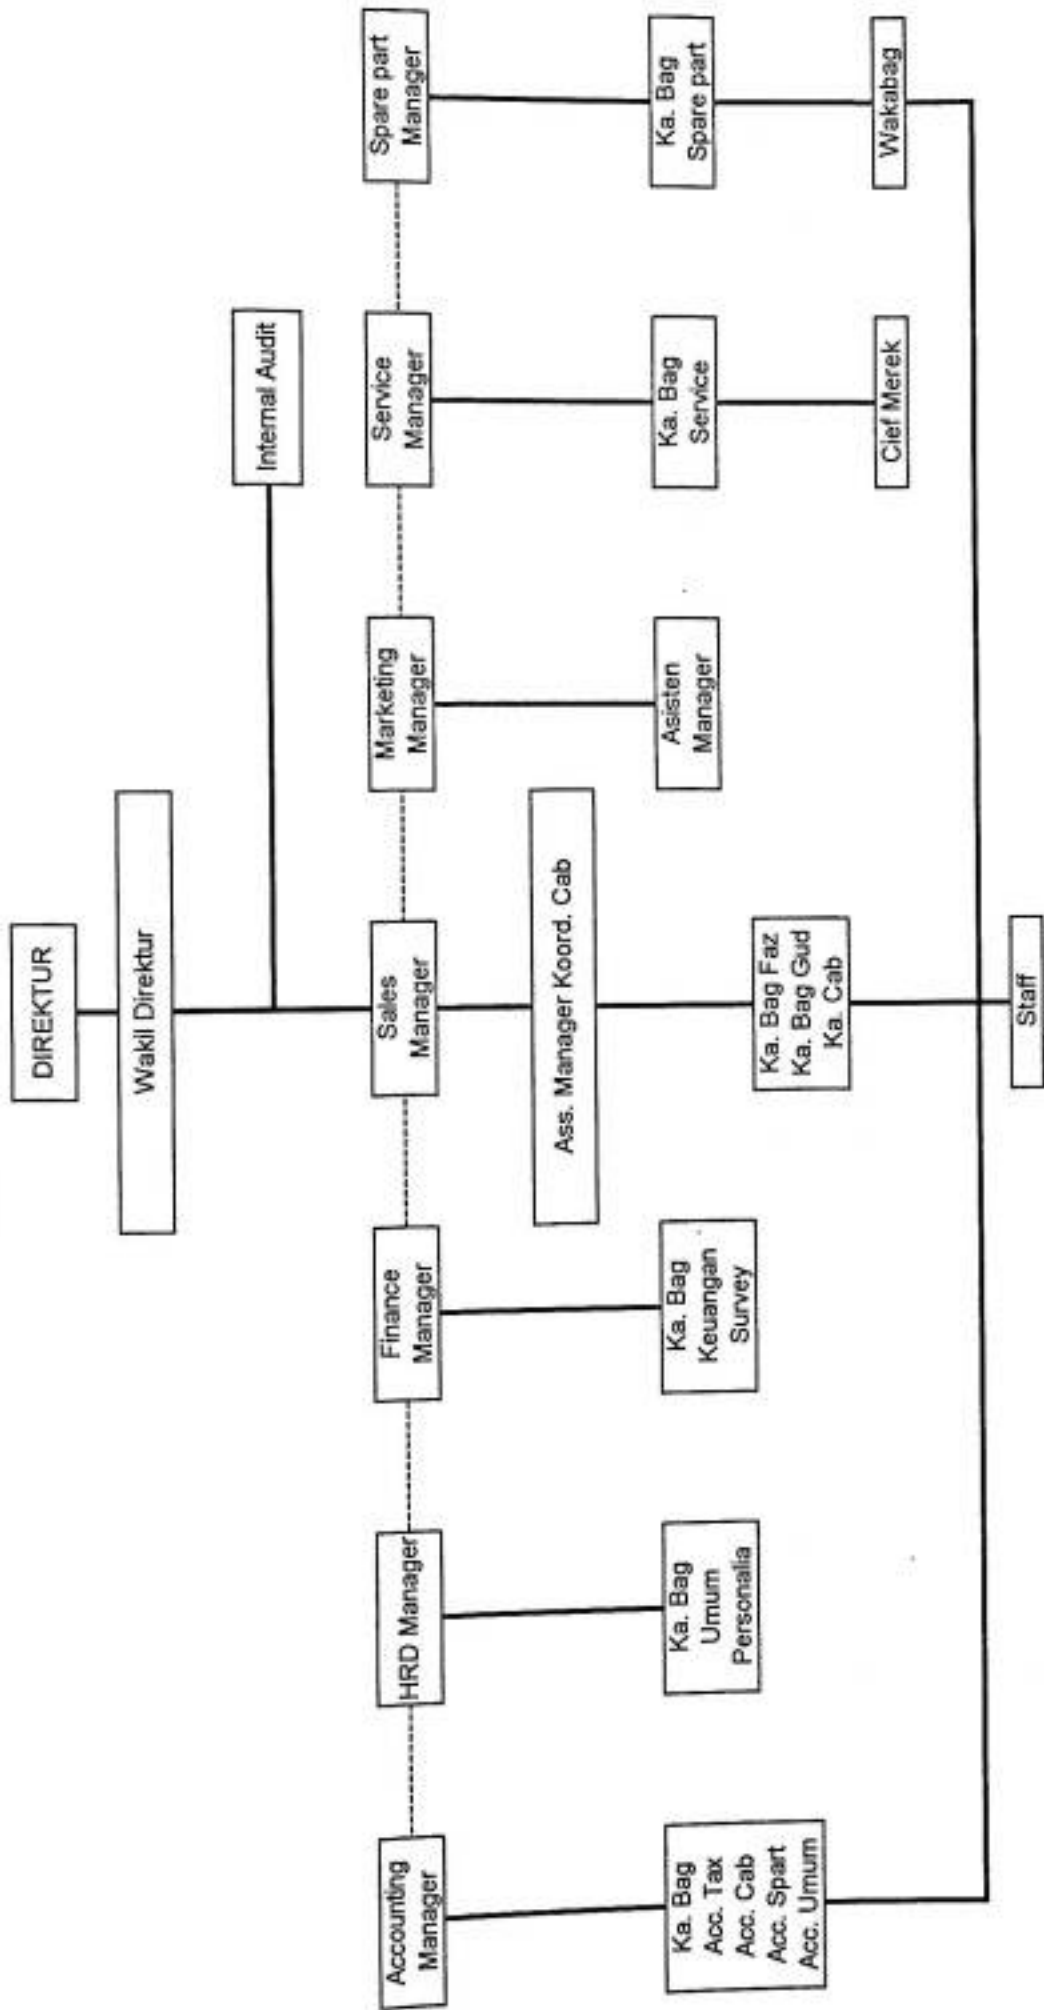 DIREKTUR
Wakil Direktur
Internal Audit
Accounting
Manager
HRD Manager
Finance
Manager
Sales
Manager
Marketing
Manager
Service
Manager
Spare part
Manager
Ass. Manager Koord. Cab
Ka. Bag
Acc. Tax
Acc. Cab
Acc. Spart
Acc. Umum
Ka. Bag
Umum
Personalia
Ka. Bag
Keuangan
Survey
Ka. Bag Faz
Ka. Bag Gud
Ka. Cab
Asisten
Manager
Ka. Bag
Service
Ka. Bag
Spare part
Cief Merek
Wakabag
Staff